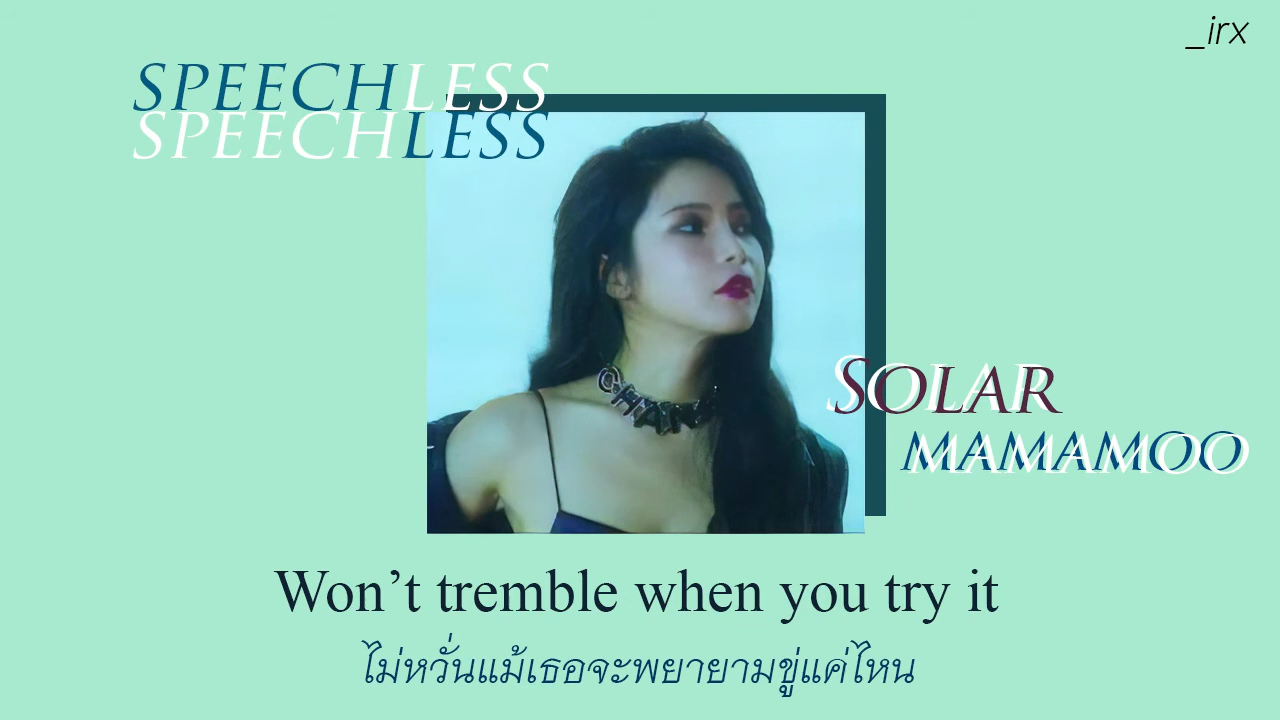 _irx
SPEECHLESS
SPEECHLESS
SOLAR
MAMAMOO
Won’t tremble when you try it
ไม่หวั่นแม้เธอจะพยายามขู่แค่ไหน